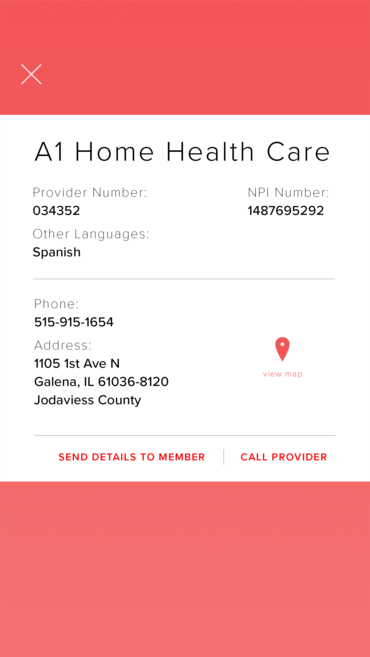 A1 Home Health Care
Provider Number:
034352
NPI Number:
1487695292
Other Languages:
Spanish
Phone:
515-915-1654
Address:
1105 1st Ave N
Galena, IL 61036-8120
Jodaviess County
view map
SEND DETAILS TO MEMBER
CALL PROVIDER